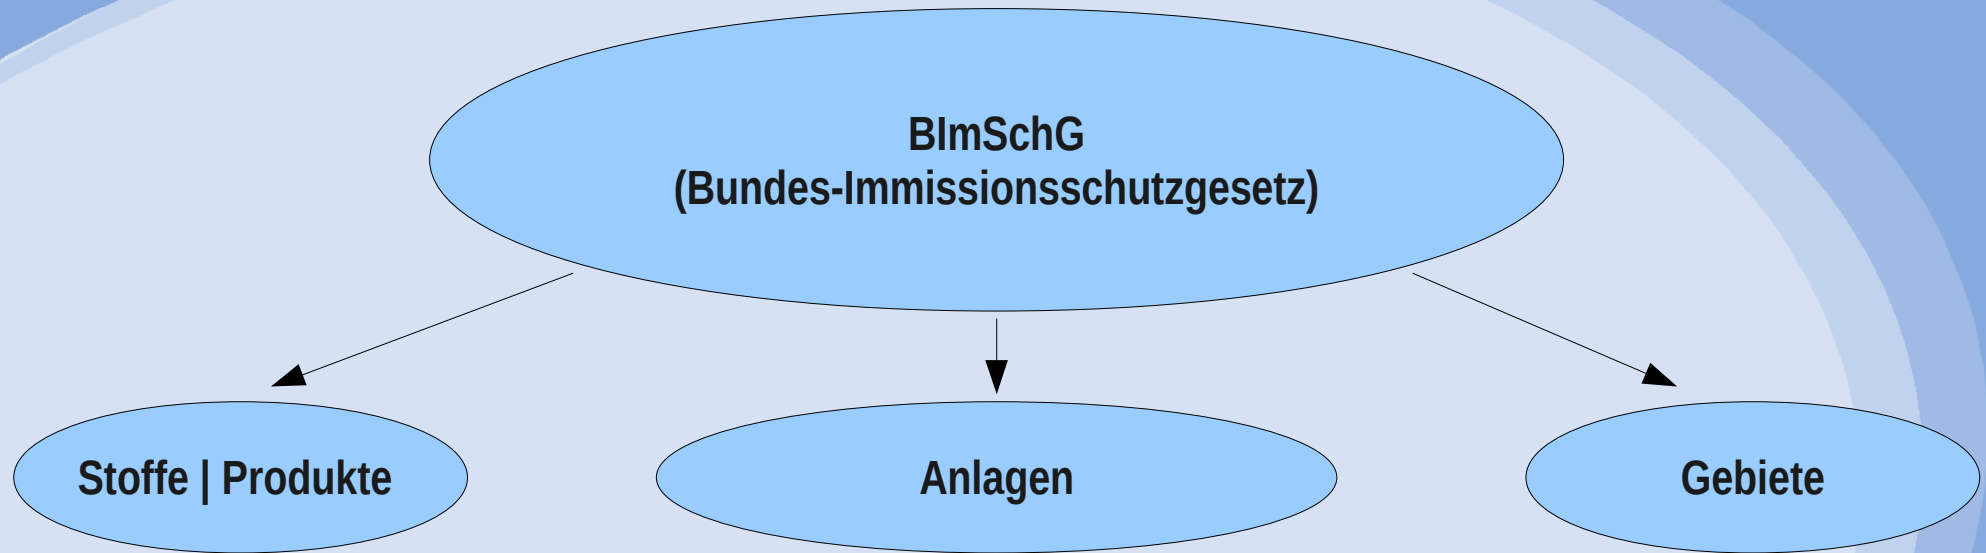 BImSchG
(Bundes-Immissionsschutzgesetz)
Stoffe | Produkte
Anlagen
Gebiete